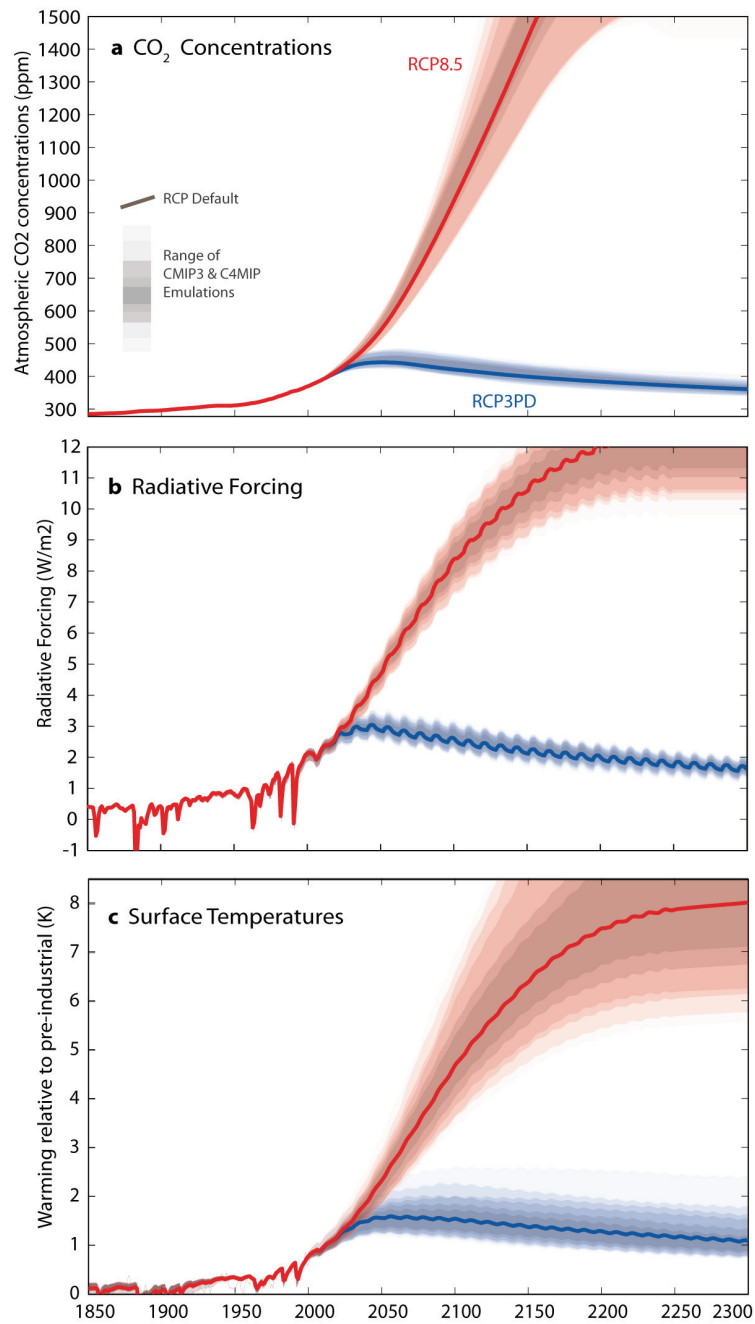 1500
1400
1300
1200
1100
1000
900
800
700
600
500
400
300
Atmospheric CO2 concentrations (ppm)
a CO₂ Concentrations
RCP8.5
RCP Default
Range of
CMIP3 & C4MIP
Emulations
RCP3PD
12
11
10
9
8
7
6
5
4
3
2
1
0
-1
Radiative Forcing (W/m2)
b Radiative Forcing
8
7
6
5
4
3
2
1
0
Warming relative to pre-industrial (K)
c Surface Temperatures
1850 1900 1950 2000 2050 2100 2150 2200 2250 2300